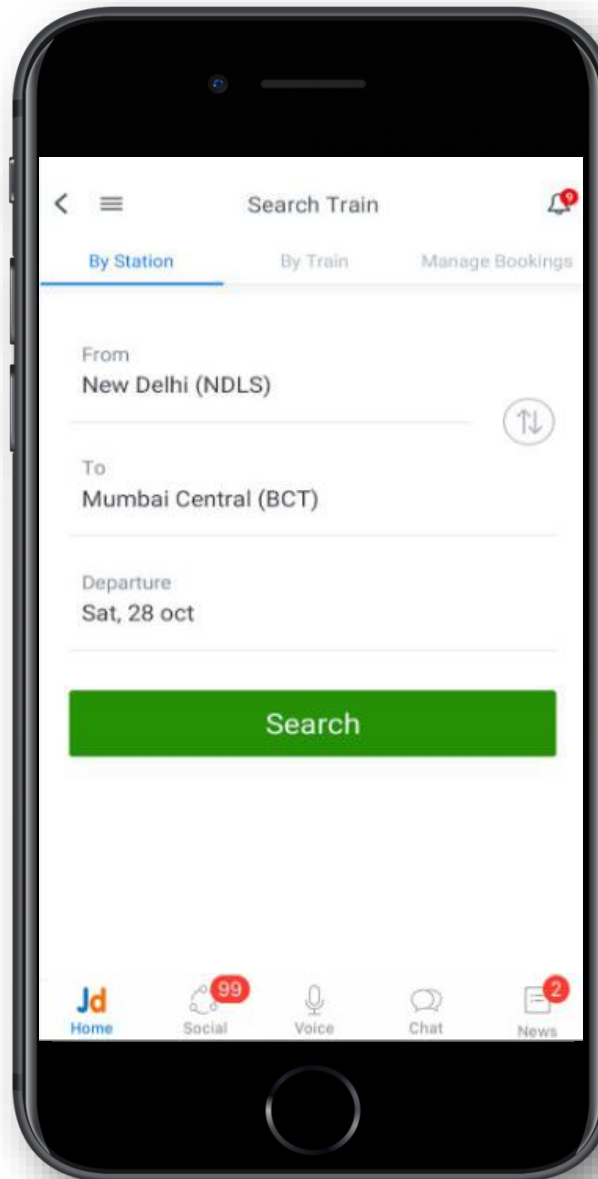 Search Train
9
By Station
By Train
Manage Bookings
From
New Delhi (NDLS)
To
Mumbai Central (BCT)
Departure
Sat, 28 oct
Search
Jd
99
2
Home
Social
Voice
Chat
News